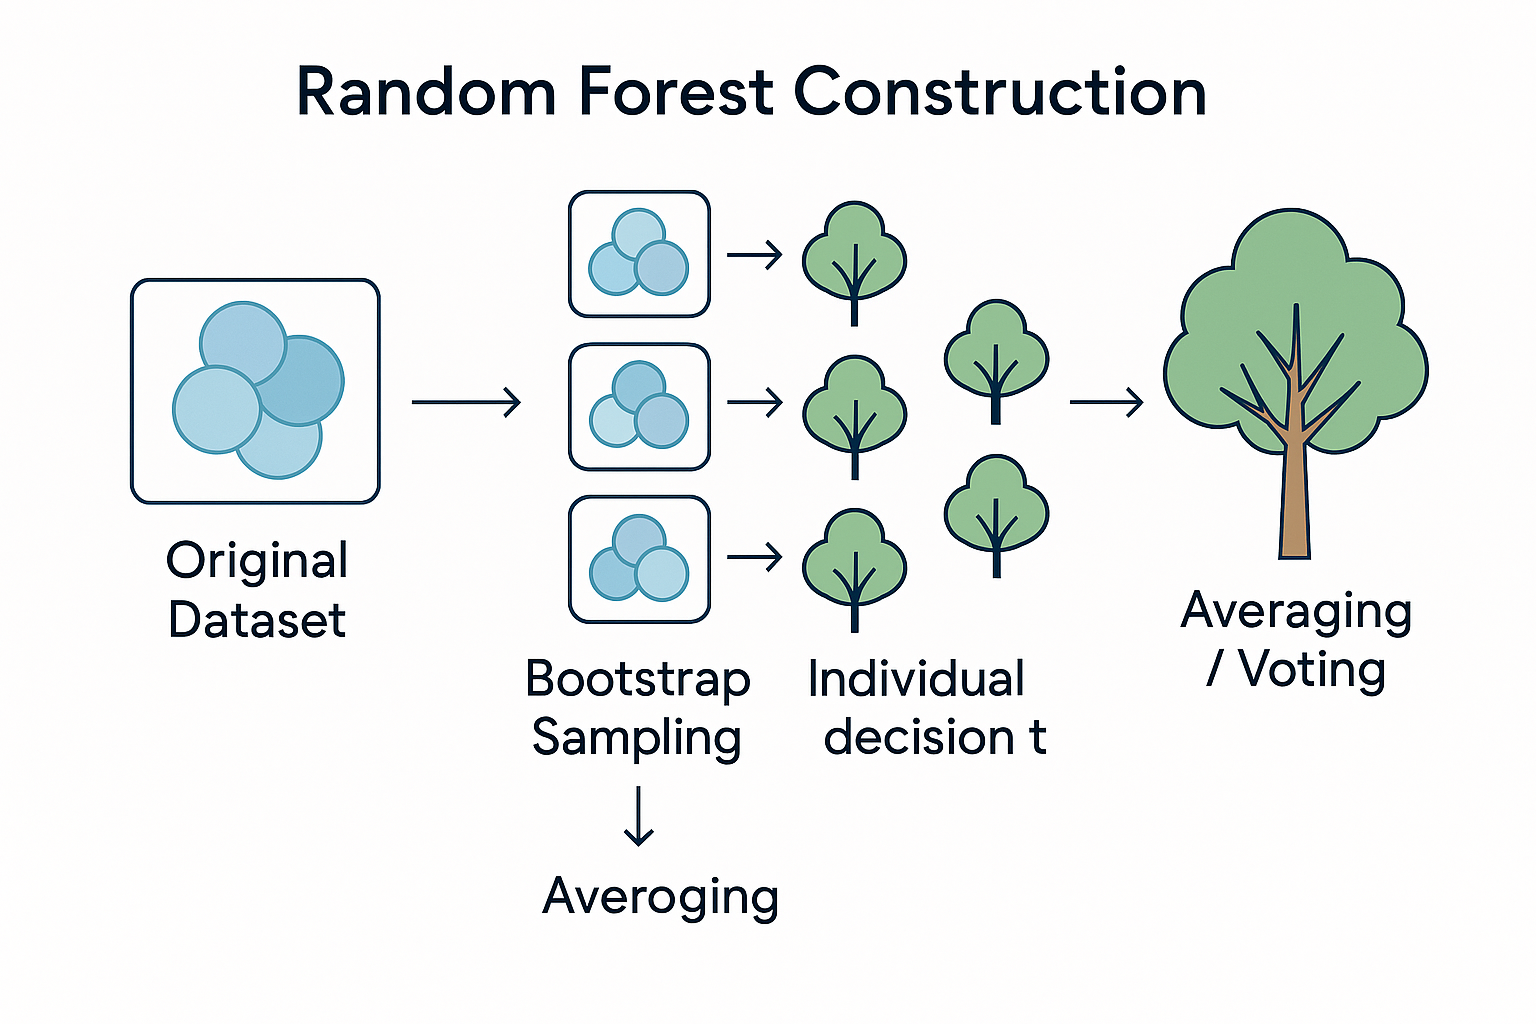 Random Forest Construction
Original
Dataset
Bootstrap
Sampling
Individual
decision t
Averaging
/ Voting
Averoging